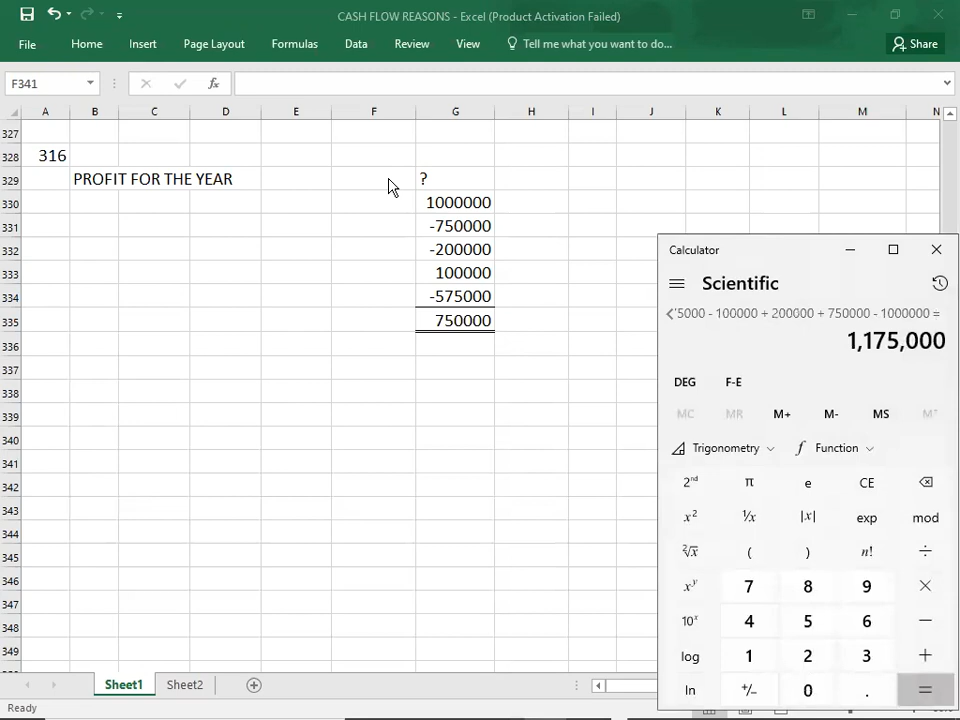 CASH FLOW REASONS - Excel (Product Activation Failed)
File Home Insert Page Layout Formulas Data Review View Tell me what you want to do... Share
F341 fx
A B C D E F G H I J K L M N
327
328 316
329 PROFIT FOR THE YEAR ?
330 1000000
331 -750000
332 -200000
333 100000
334 -575000
335 750000
336
337
338
339
340
341
342
343
344
345
346
347
348
349
Calculator
Scientific
5000 - 100000 + 200000 + 750000 - 1000000 =
1,175,000
DEG F-E
MC MR M+ M- MS
Trigonometry Function
2nd π e CE
x² ¹/x |x| exp mod
²√x ( ) n! ÷
xʸ 7 8 9 ×
10ˣ 4 5 6 −
log 1 2 3 +
ln +/− 0 . =
Sheet1 Sheet2
Ready